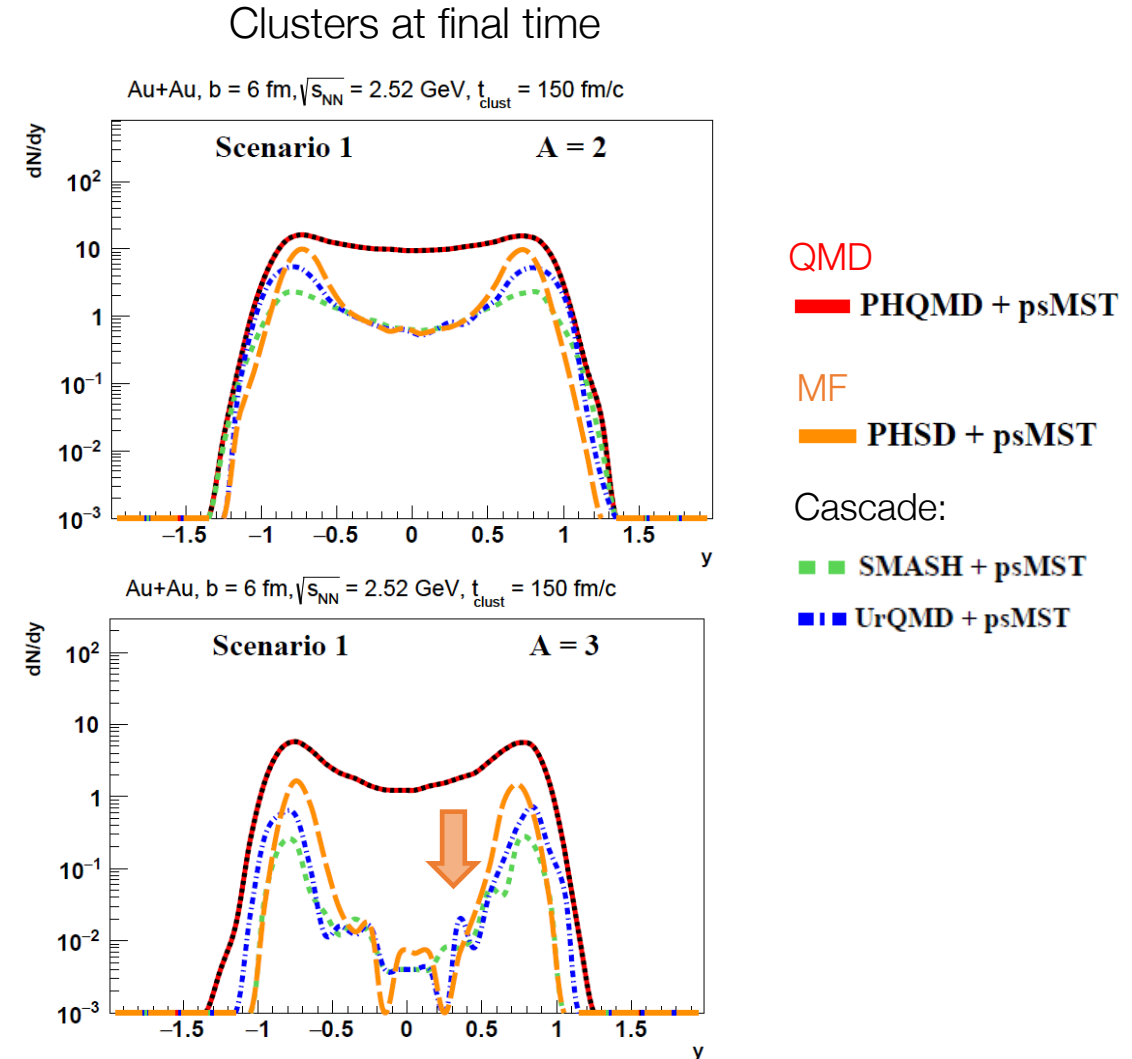 Clusters at final time
Au+Au, b = 6 fm, √s_NN = 2.52 GeV, t_clust = 150 fm/c
dN/dy
Scenario 1 A = 2
10²
10
1
10⁻¹
10⁻²
10⁻³
−1.5 −1 −0.5 0 0.5 1 1.5
y
Au+Au, b = 6 fm, √s_NN = 2.52 GeV, t_clust = 150 fm/c
dN/dy
Scenario 1 A = 3
10²
10
1
10⁻¹
10⁻²
10⁻³
−1.5 −1 −0.5 0 0.5 1 1.5
y
QMD
PHQMD + psMST
MF
PHSD + psMST
Cascade:
SMASH + psMST
UrQMD + psMST